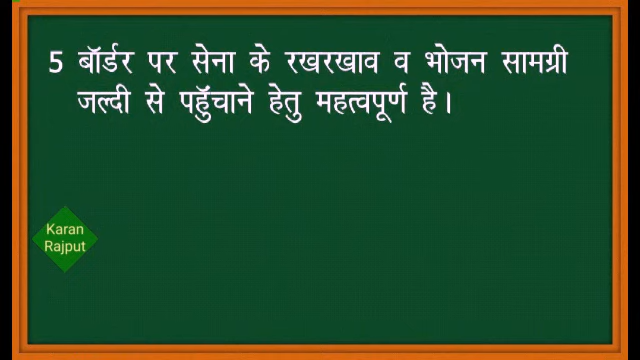 5 बॉर्डर पर सेना के रखरखाव व भोजन सामग्री
जल्दी से पहुॅचाने हेतु महत्वपूर्ण है।
Karan
Rajput